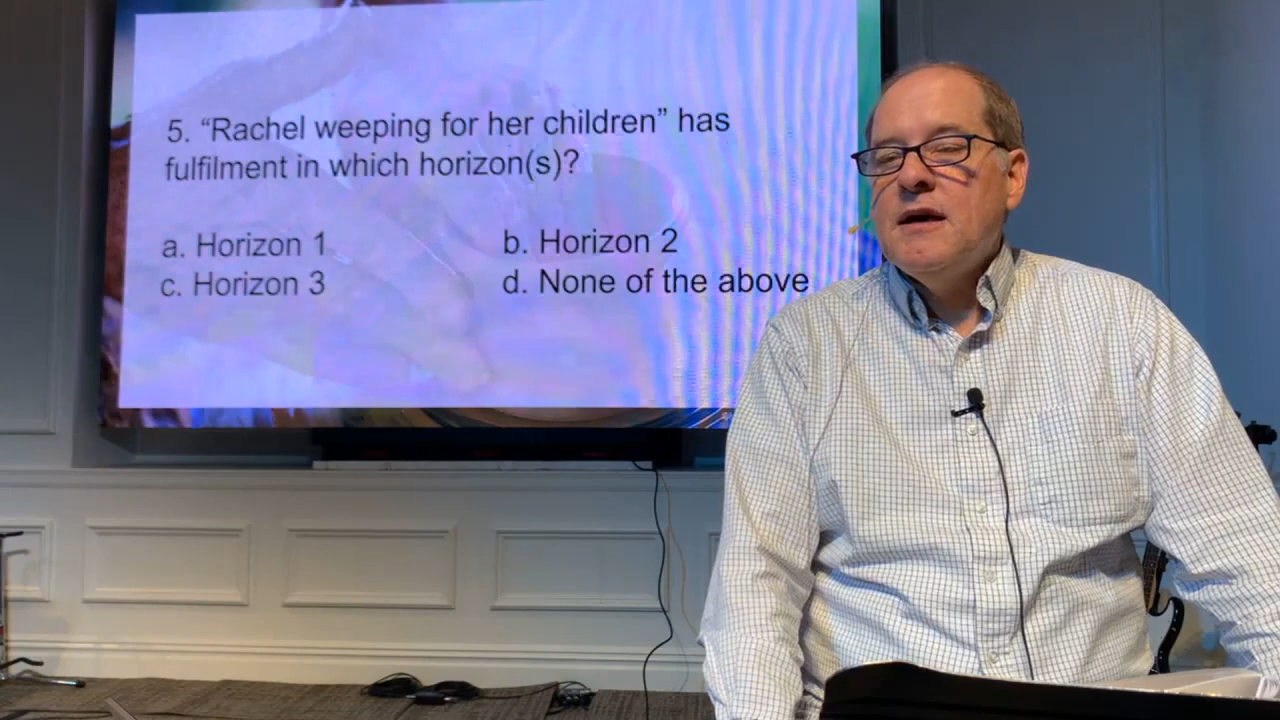 5. “Rachel weeping for her children” has
fulfilment in which horizon(s)?
a. Horizon 1 b. Horizon 2
c. Horizon 3 d. None of the above